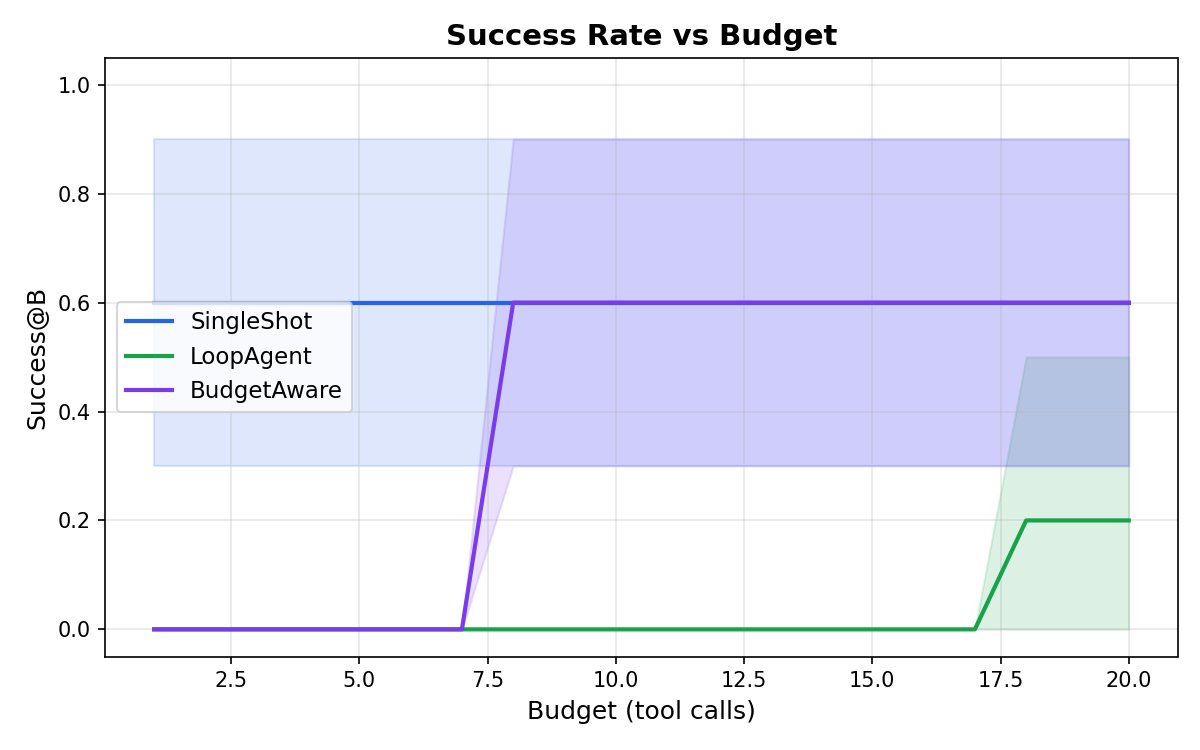 Success Rate vs Budget
Success@B
1.0
0.8
0.6
0.4
0.2
0.0
SingleShot
LoopAgent
BudgetAware
2.5 5.0 7.5 10.0 12.5 15.0 17.5 20.0
Budget (tool calls)